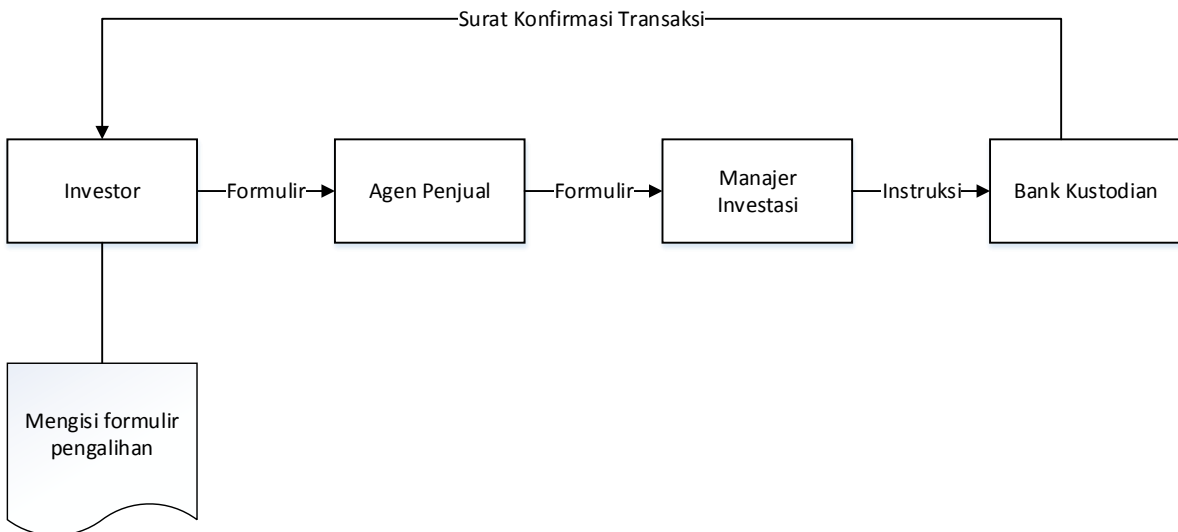 Surat Konfirmasi Transaksi
Investor
Formulir
Agen Penjual
Formulir
Manajer
Investasi
Instruksi
Bank Kustodian
Mengisi formulir
pengalihan